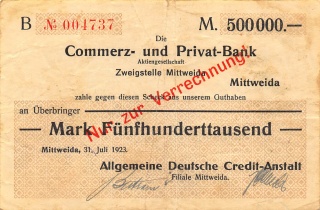 B № 004737 M. 500000.—
Die
Commerz- und Privat-Bank
Aktiengesellschaft
Zweigstelle Mittweida
Mittweida
zahle gegen diesen Scheck aus unserem Guthaben
an Überbringer
Mark Fünfhunderttausend
Nur zur Verrechnung
Mittweida, 31. Juli 1923.
Allgemeine Deutsche Credit-Anstalt
Filiale Mittweida.